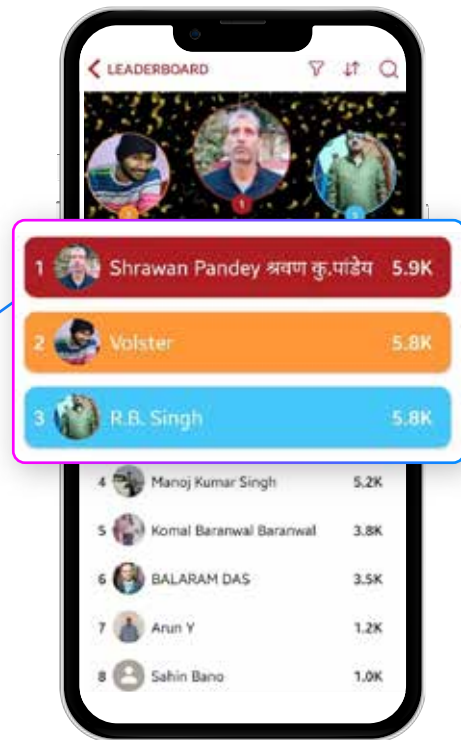 LEADERBOARD
1
1 Shrawan Pandey श्रवण कु.पांडेय 5.9K
2 Volster 5.8K
3 R.B. Singh 5.8K
4 Manoj Kumar Singh 5.2K
5 Komal Baranwal Baranwal 3.8K
6 BALARAM DAS 3.5K
7 Arun Y 1.2K
8 Sahin Bano 1.0K